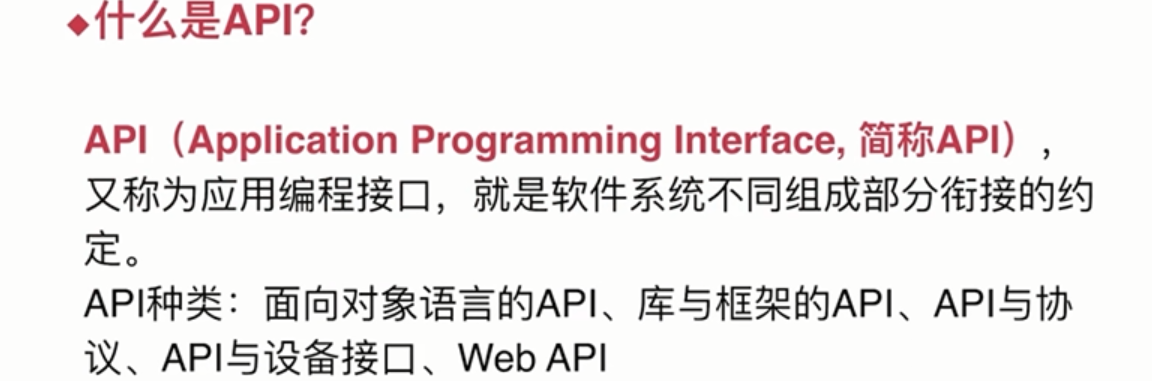 ◆什么是API?
API（Application Programming Interface, 简称API），
又称为应用编程接口，就是软件系统不同组成部分衔接的约
定。
API种类：面向对象语言的API、库与框架的API、API与协
议、API与设备接口、Web API